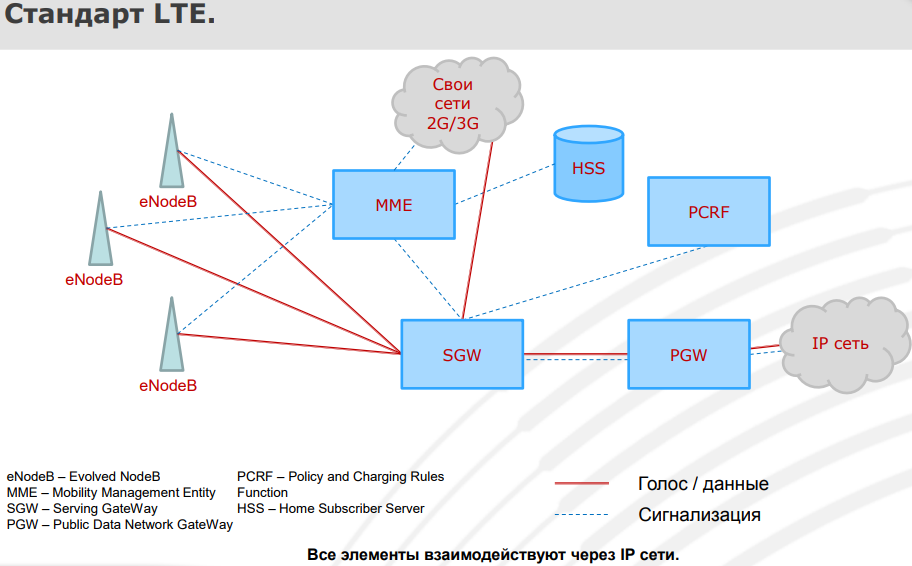 Стандарт LTE.
Свои
сети
2G/3G
HSS
MME
PCRF
eNodeB
eNodeB
eNodeB
SGW
PGW
IP сеть
eNodeB – Evolved NodeB
MME – Mobility Management Entity
SGW – Serving GateWay
PGW – Public Data Network GateWay
PCRF – Policy and Charging Rules
Function
HSS – Home Subscriber Server
Голос / данные
Сигнализация
Все элементы взаимодействуют через IP сети.